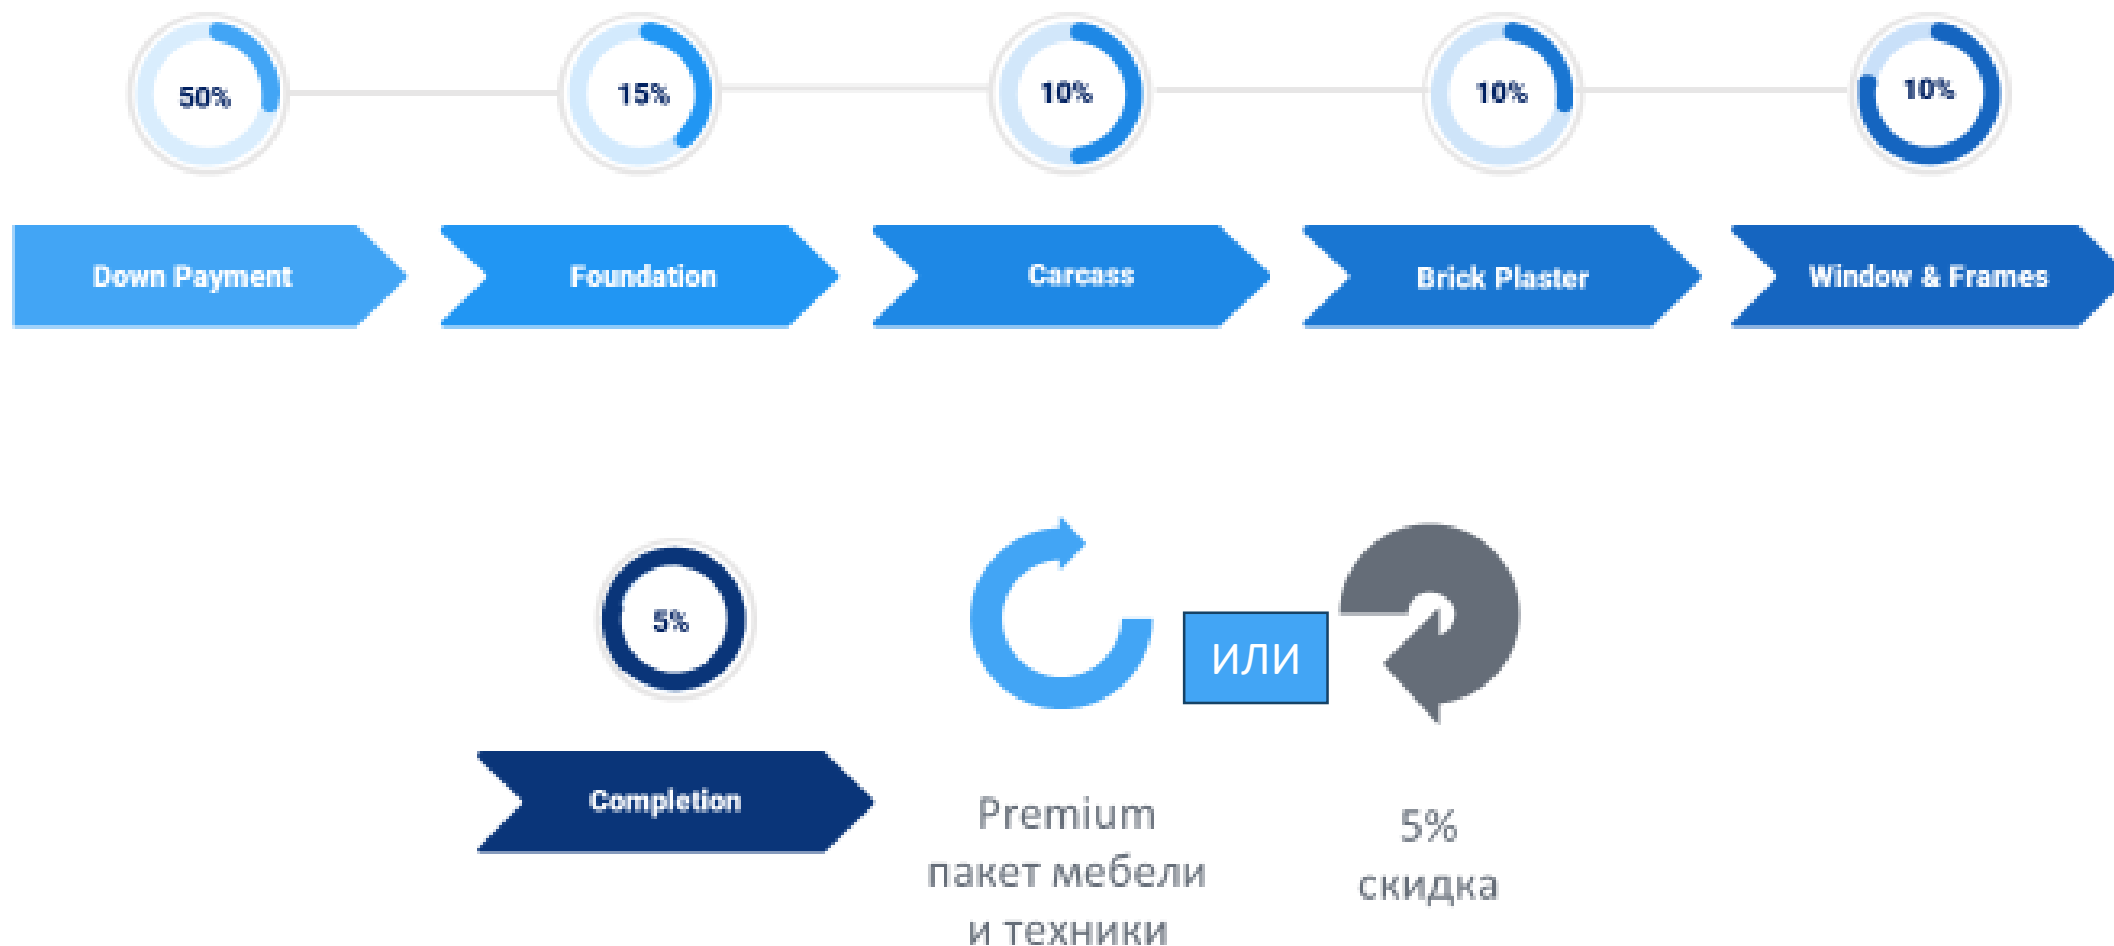 50%
15%
10%
10%
10%
Down Payment
Foundation
Carcass
Brick Plaster
Window & Frames
5%
ИЛИ
Completion
Premium
пакет мебели
и техники
5%
скидка